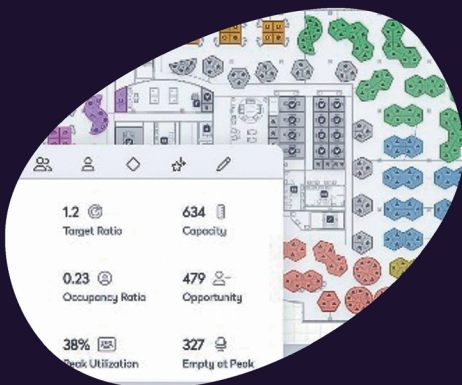 1.2 634
Target Ratio Capacity
0.23 479
Occupancy Ratio Opportunity
38% 327
Peak Utilization Empty at Peak